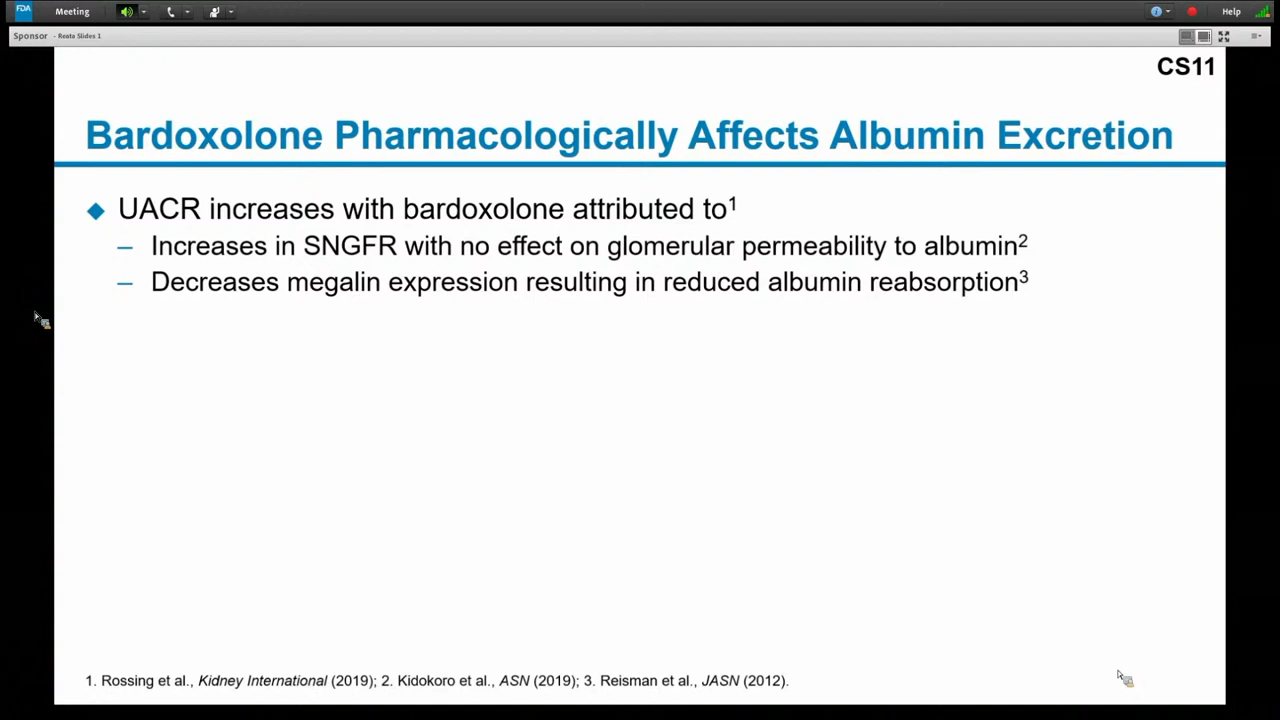 FDA Meeting Help
Sponsor - Reata Slides 1
CS11
Bardoxolone Pharmacologically Affects Albumin Excretion
◆ UACR increases with bardoxolone attributed to¹
– Increases in SNGFR with no effect on glomerular permeability to albumin²
– Decreases megalin expression resulting in reduced albumin reabsorption³
1. Rossing et al., Kidney International (2019); 2. Kidokoro et al., ASN (2019); 3. Reisman et al., JASN (2012).